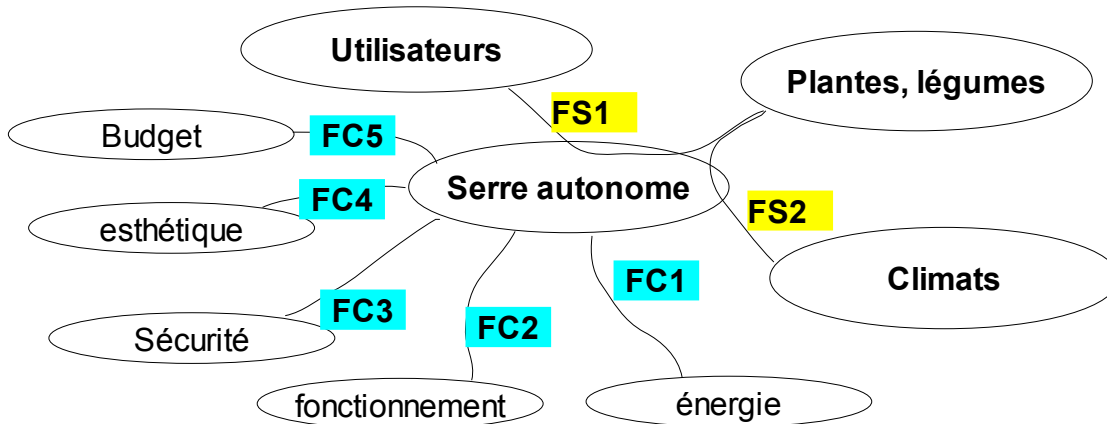 Utilisateurs
Plantes, légumes
FS1
Budget
FC5
Serre autonome
FC4
FS2
esthétique
FC1
Climats
FC3
FC2
Sécurité
fonctionnement
énergie